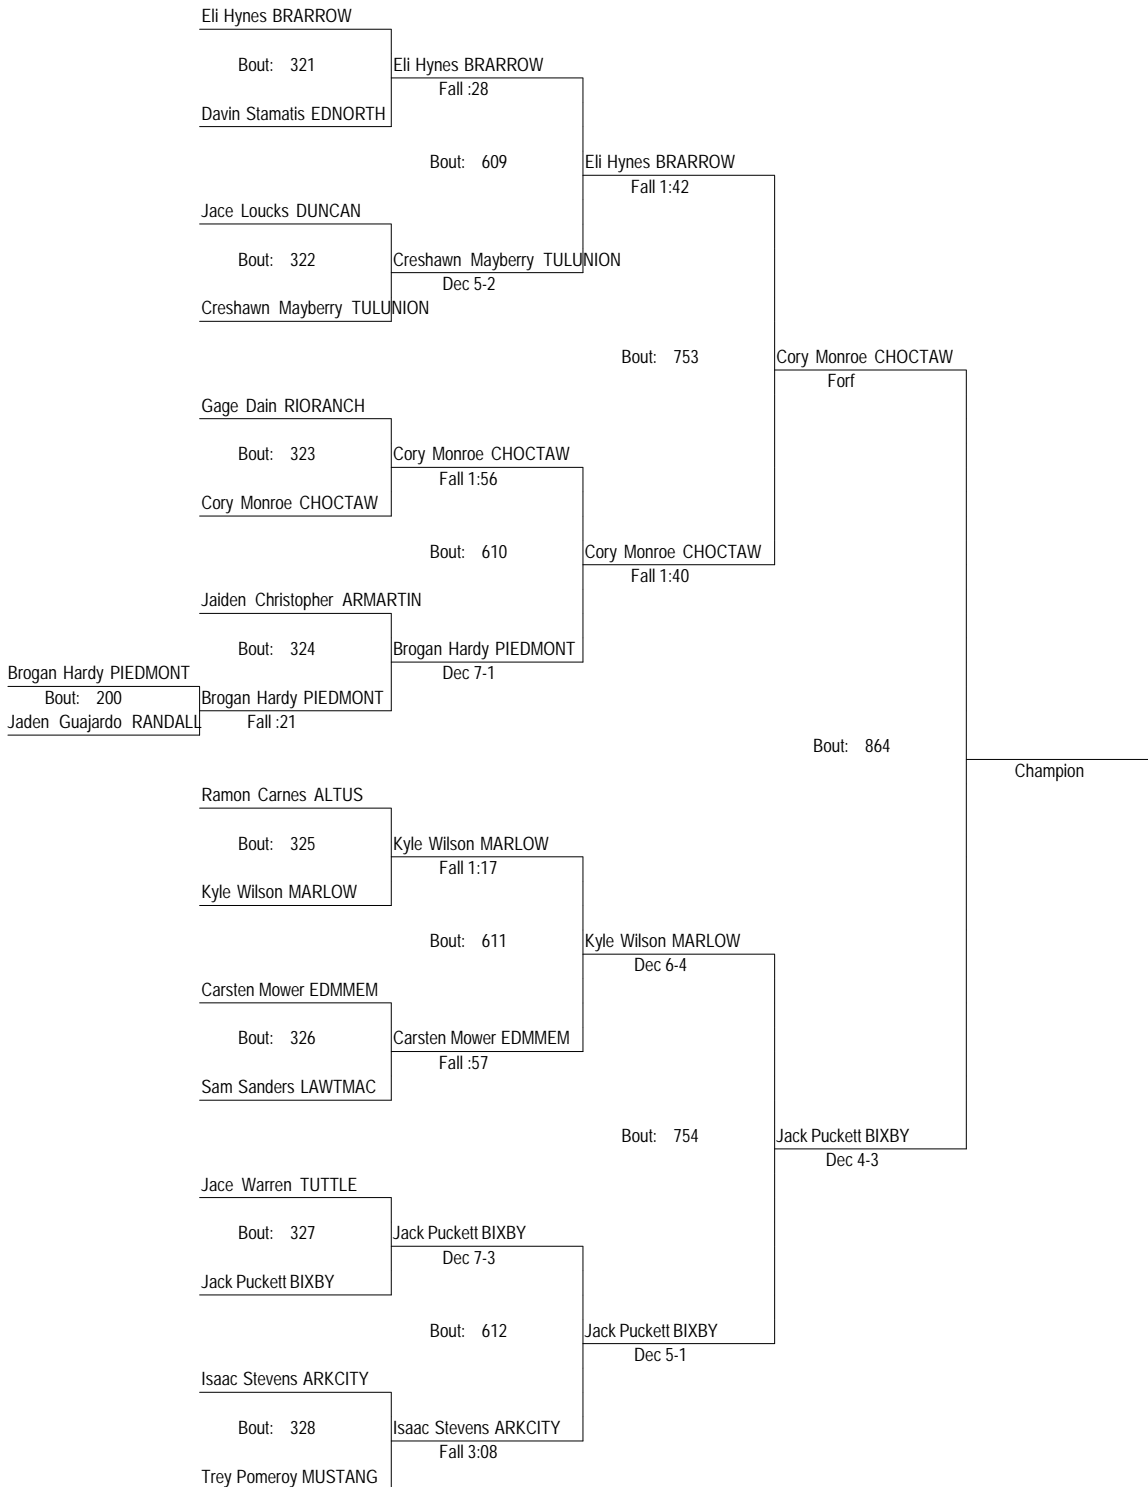 Eli Hynes BRARROW
Bout: 321
Eli Hynes BRARROW
Fall :28
Davin Stamatis EDNORTH
Bout: 609
Eli Hynes BRARROW
Fall 1:42
Jace Loucks DUNCAN
Bout: 322
Creshawn Mayberry TULUNION
Dec 5-2
Creshawn Mayberry TULUNION
Bout: 753
Cory Monroe CHOCTAW
Forf
Gage Dain RIORANCH
Bout: 323
Cory Monroe CHOCTAW
Fall 1:56
Cory Monroe CHOCTAW
Bout: 610
Cory Monroe CHOCTAW
Fall 1:40
Jaiden Christopher ARMARTIN
Bout: 324
Brogan Hardy PIEDMONT
Dec 7-1
Brogan Hardy PIEDMONT
Bout: 200
Brogan Hardy PIEDMONT
Jaden Guajardo RANDALL
Fall :21
Bout: 864
Champion
Ramon Carnes ALTUS
Bout: 325
Kyle Wilson MARLOW
Fall 1:17
Kyle Wilson MARLOW
Bout: 611
Kyle Wilson MARLOW
Dec 6-4
Carsten Mower EDMMEM
Bout: 326
Carsten Mower EDMMEM
Fall :57
Sam Sanders LAWTMAC
Bout: 754
Jack Puckett BIXBY
Dec 4-3
Jace Warren TUTTLE
Bout: 327
Jack Puckett BIXBY
Dec 7-3
Jack Puckett BIXBY
Bout: 612
Jack Puckett BIXBY
Dec 5-1
Isaac Stevens ARKCITY
Bout: 328
Isaac Stevens ARKCITY
Fall 3:08
Trey Pomeroy MUSTANG